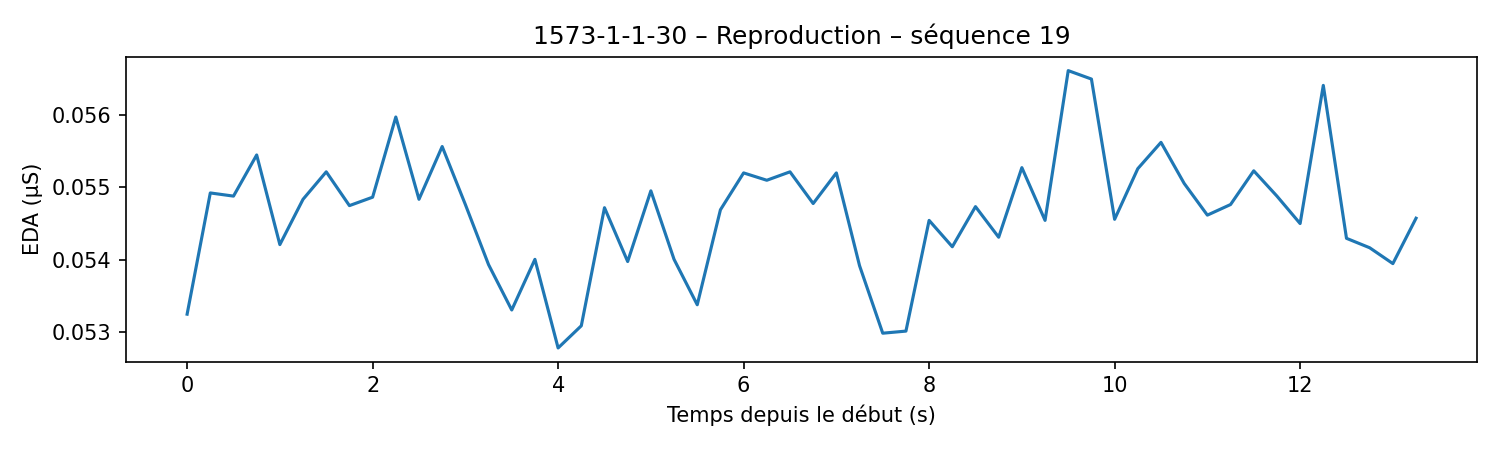 1573-1-1-30 – Reproduction – séquence 19
EDA (µS)
0.056
0.055
0.054
0.053
0 2 4 6 8 10 12
Temps depuis le début (s)